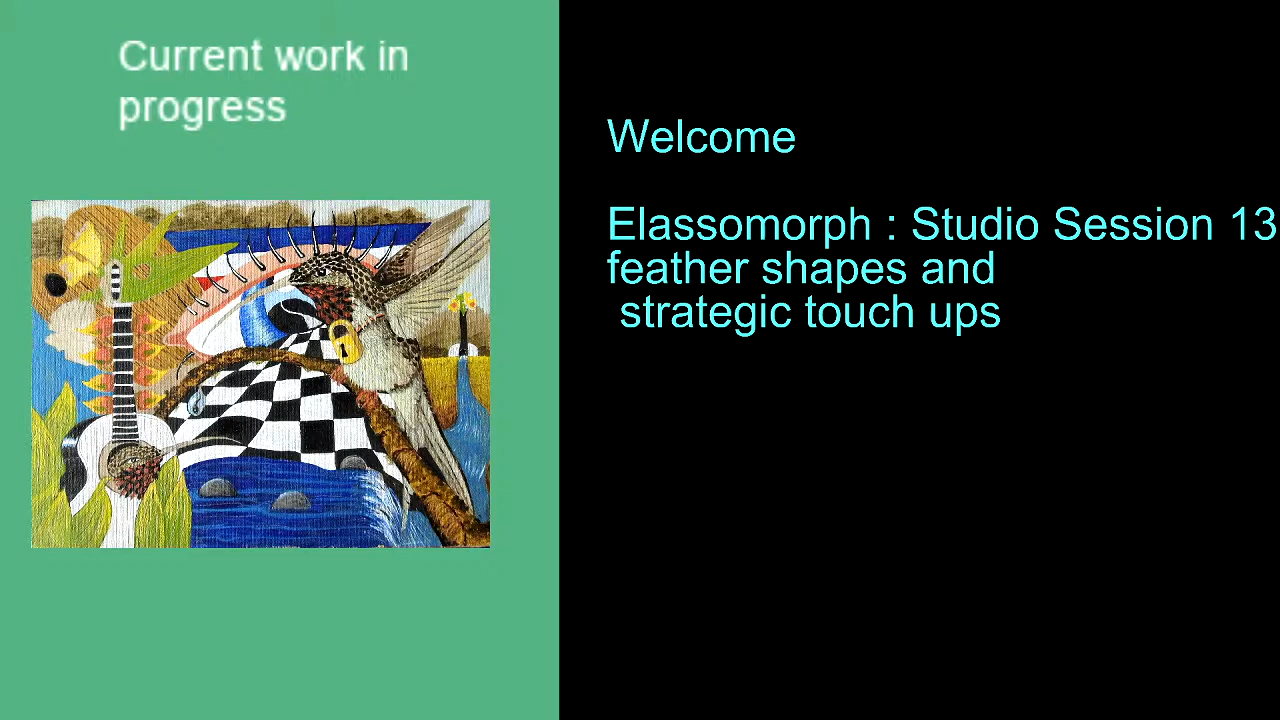 Current work in
progress
Welcome
Elassomorph : Studio Session 13
feather shapes and
strategic touch ups